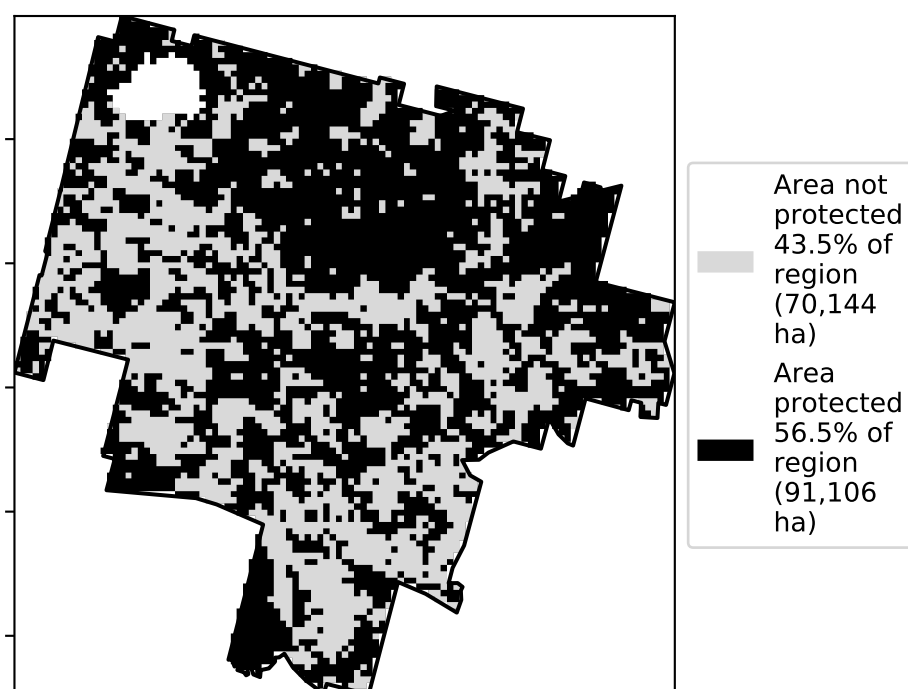 Area not
protected
43.5% of
region
(70,144
ha)
Area
protected
56.5% of
region
(91,106
ha)